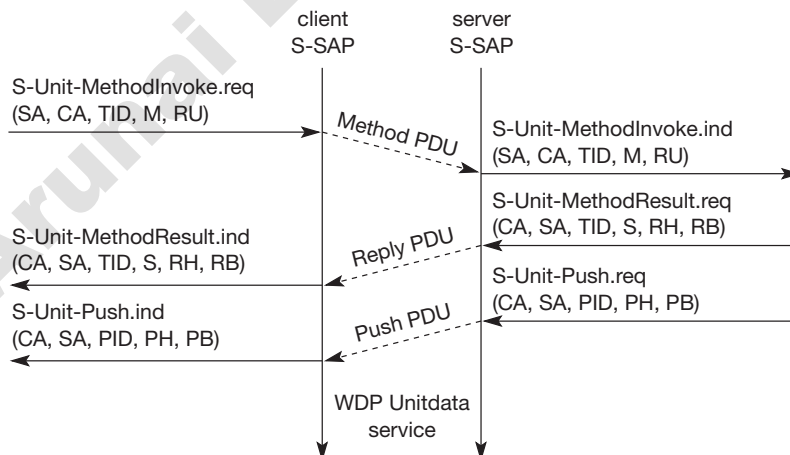 client
S-SAP
server
S-SAP
S-Unit-MethodInvoke.req
(SA, CA, TID, M, RU)
Method PDU
S-Unit-MethodInvoke.ind
(SA, CA, TID, M, RU)
S-Unit-MethodResult.req
(CA, SA, TID, S, RH, RB)
S-Unit-MethodResult.ind
(CA, SA, TID, S, RH, RB)
Reply PDU
S-Unit-Push.req
(CA, SA, PID, PH, PB)
S-Unit-Push.ind
(CA, SA, PID, PH, PB)
Push PDU
WDP Unitdata
service
Arunai